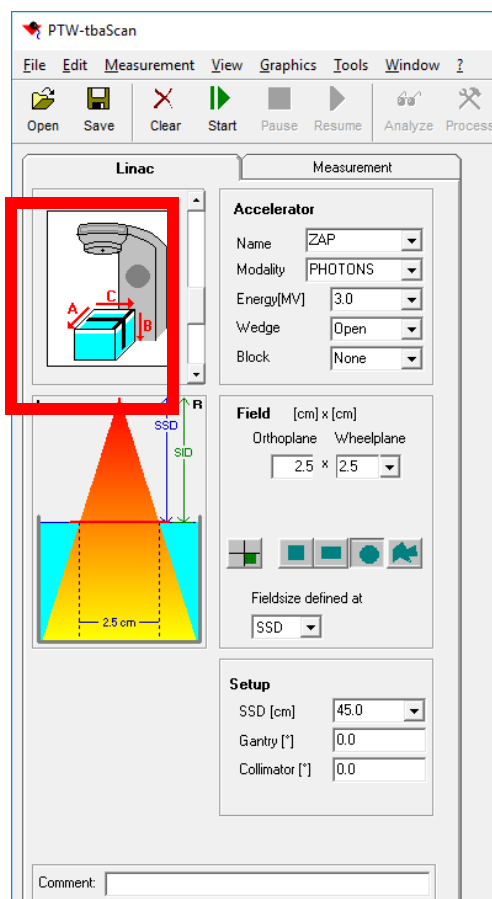 PTW-tbaScan
File Edit Measurement View Graphics Tools Window ?
Open Save Clear Start Pause Resume Analyze Process
Linac Measurement
A C B
Accelerator
Name ZAP
Modality PHOTONS
Energy[MV] 3.0
Wedge Open
Block None
R
SSD
SID
2.5 cm
Field [cm] x [cm]
Orthoplane Wheelplane
2.5 x 2.5
Fieldsize defined at
SSD
Setup
SSD [cm] 45.0
Gantry [°] 0.0
Collimator [°] 0.0
Comment: